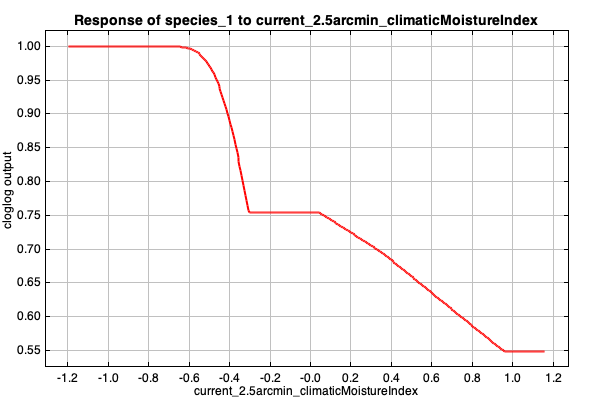 Response of species_1 to current_2.5arcmin_climaticMoistureIndex
1.00
0.95
0.90
0.85
0.80
0.75
0.70
0.65
0.60
0.55
cloglog output
-1.2 -1.0 -0.8 -0.6 -0.4 -0.2 -0.0 0.2 0.4 0.6 0.8 1.0 1.2
current_2.5arcmin_climaticMoistureIndex